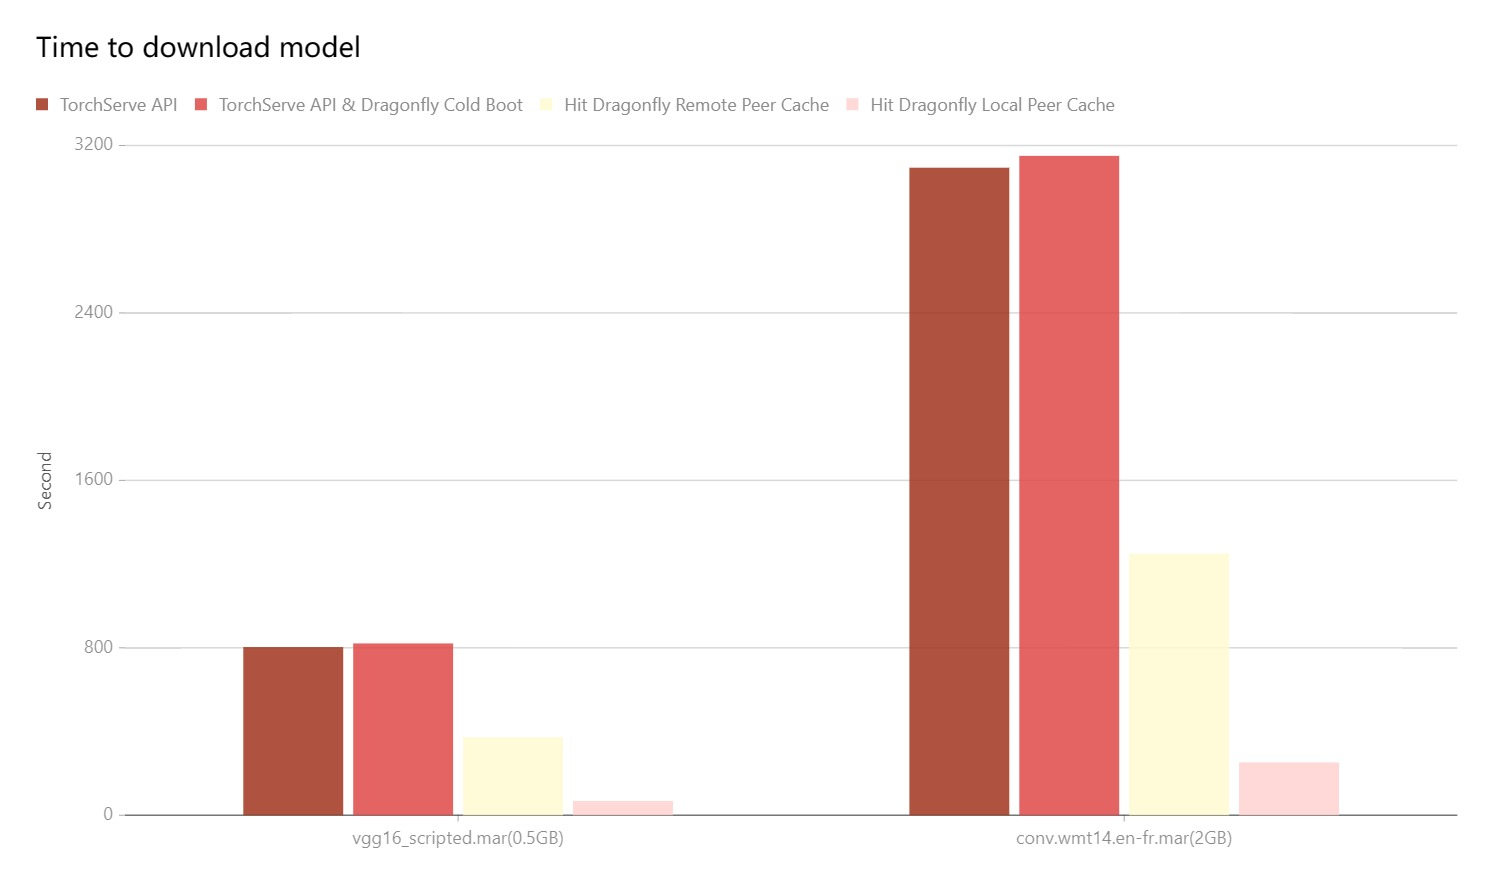 Time to download model
TorchServe API TorchServe API & Dragonfly Cold Boot Hit Dragonfly Remote Peer Cache Hit Dragonfly Local Peer Cache
3200
2400
1600
Second
800
0
vgg16_scripted.mar(0.5GB) conv.wmt14.en-fr.mar(2GB)